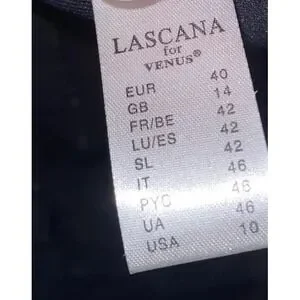 LASCANA
for
VENUS®
EUR 40
GB 14
FR/BE 42
LU/ES 42
SL 42
IT 46
PYC 46
UA 46
USA 10